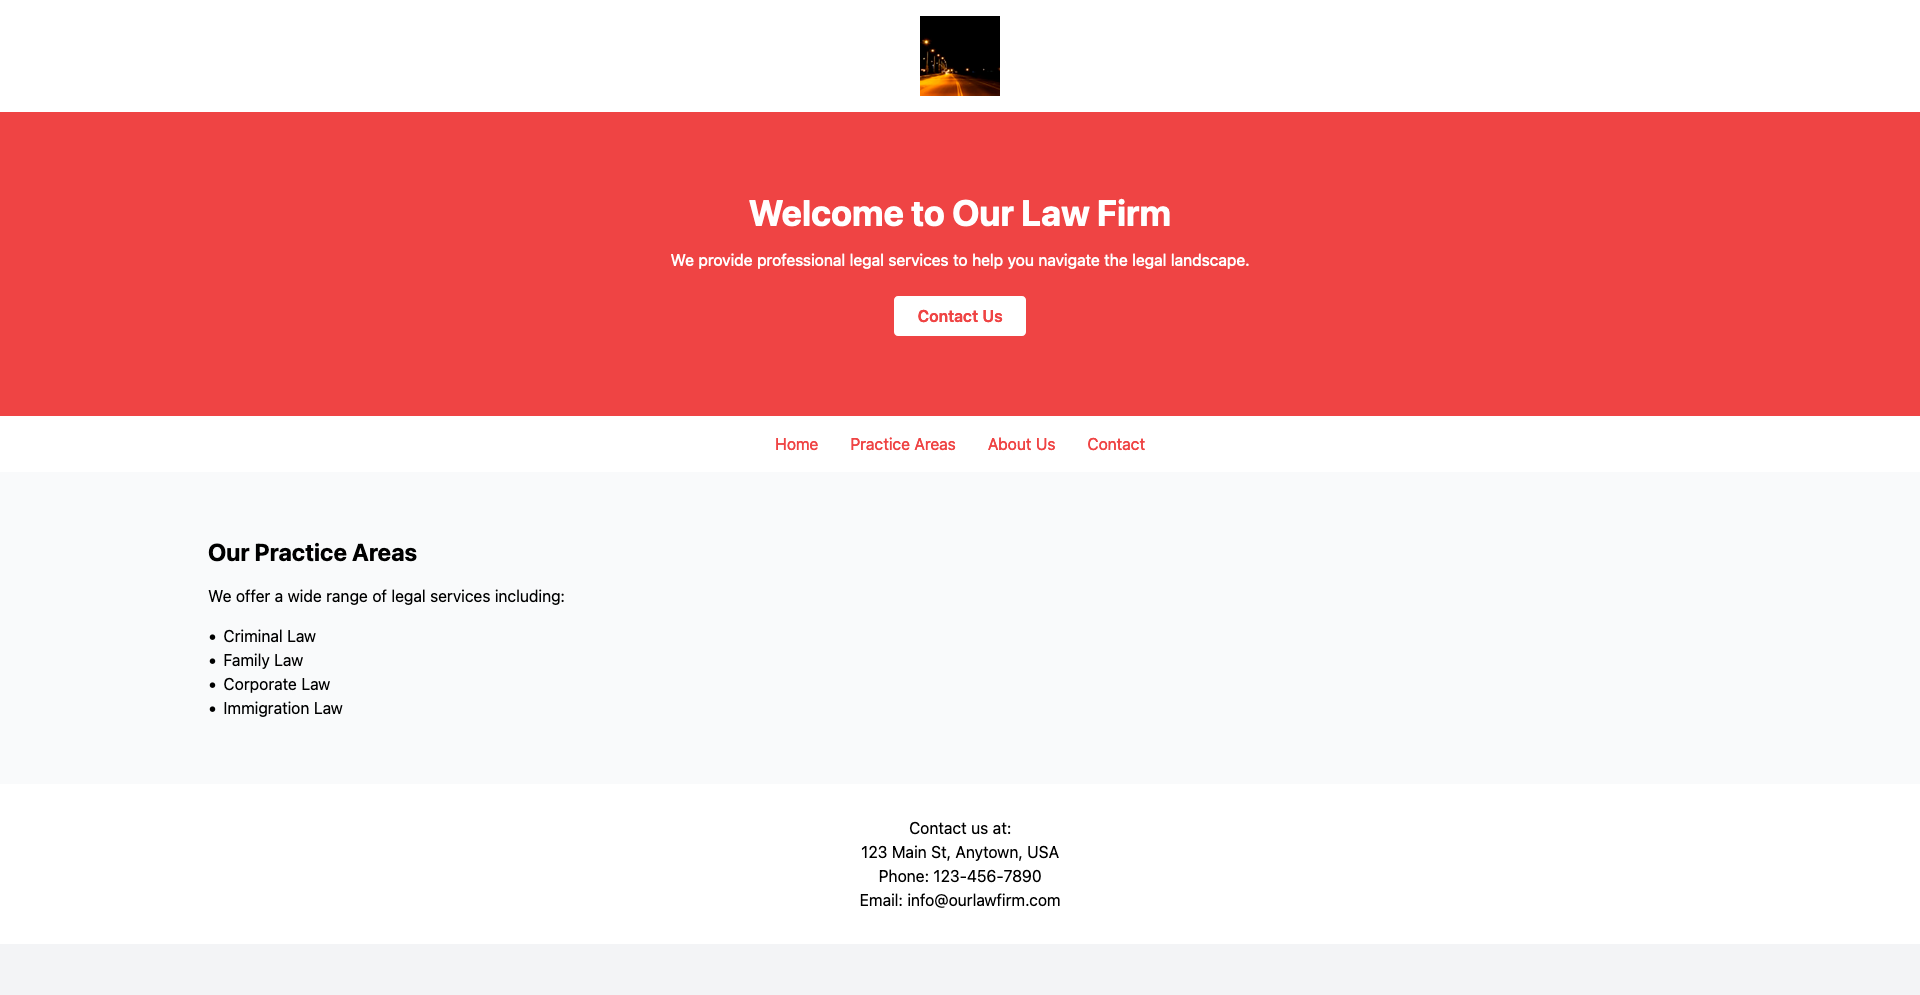 Welcome to Our Law Firm
We provide professional legal services to help you navigate the legal landscape.
Contact Us
Home Practice Areas About Us Contact
Our Practice Areas
We offer a wide range of legal services including:
• Criminal Law
• Family Law
• Corporate Law
• Immigration Law
Contact us at:
123 Main St, Anytown, USA
Phone: 123-456-7890
Email: info@ourlawfirm.com